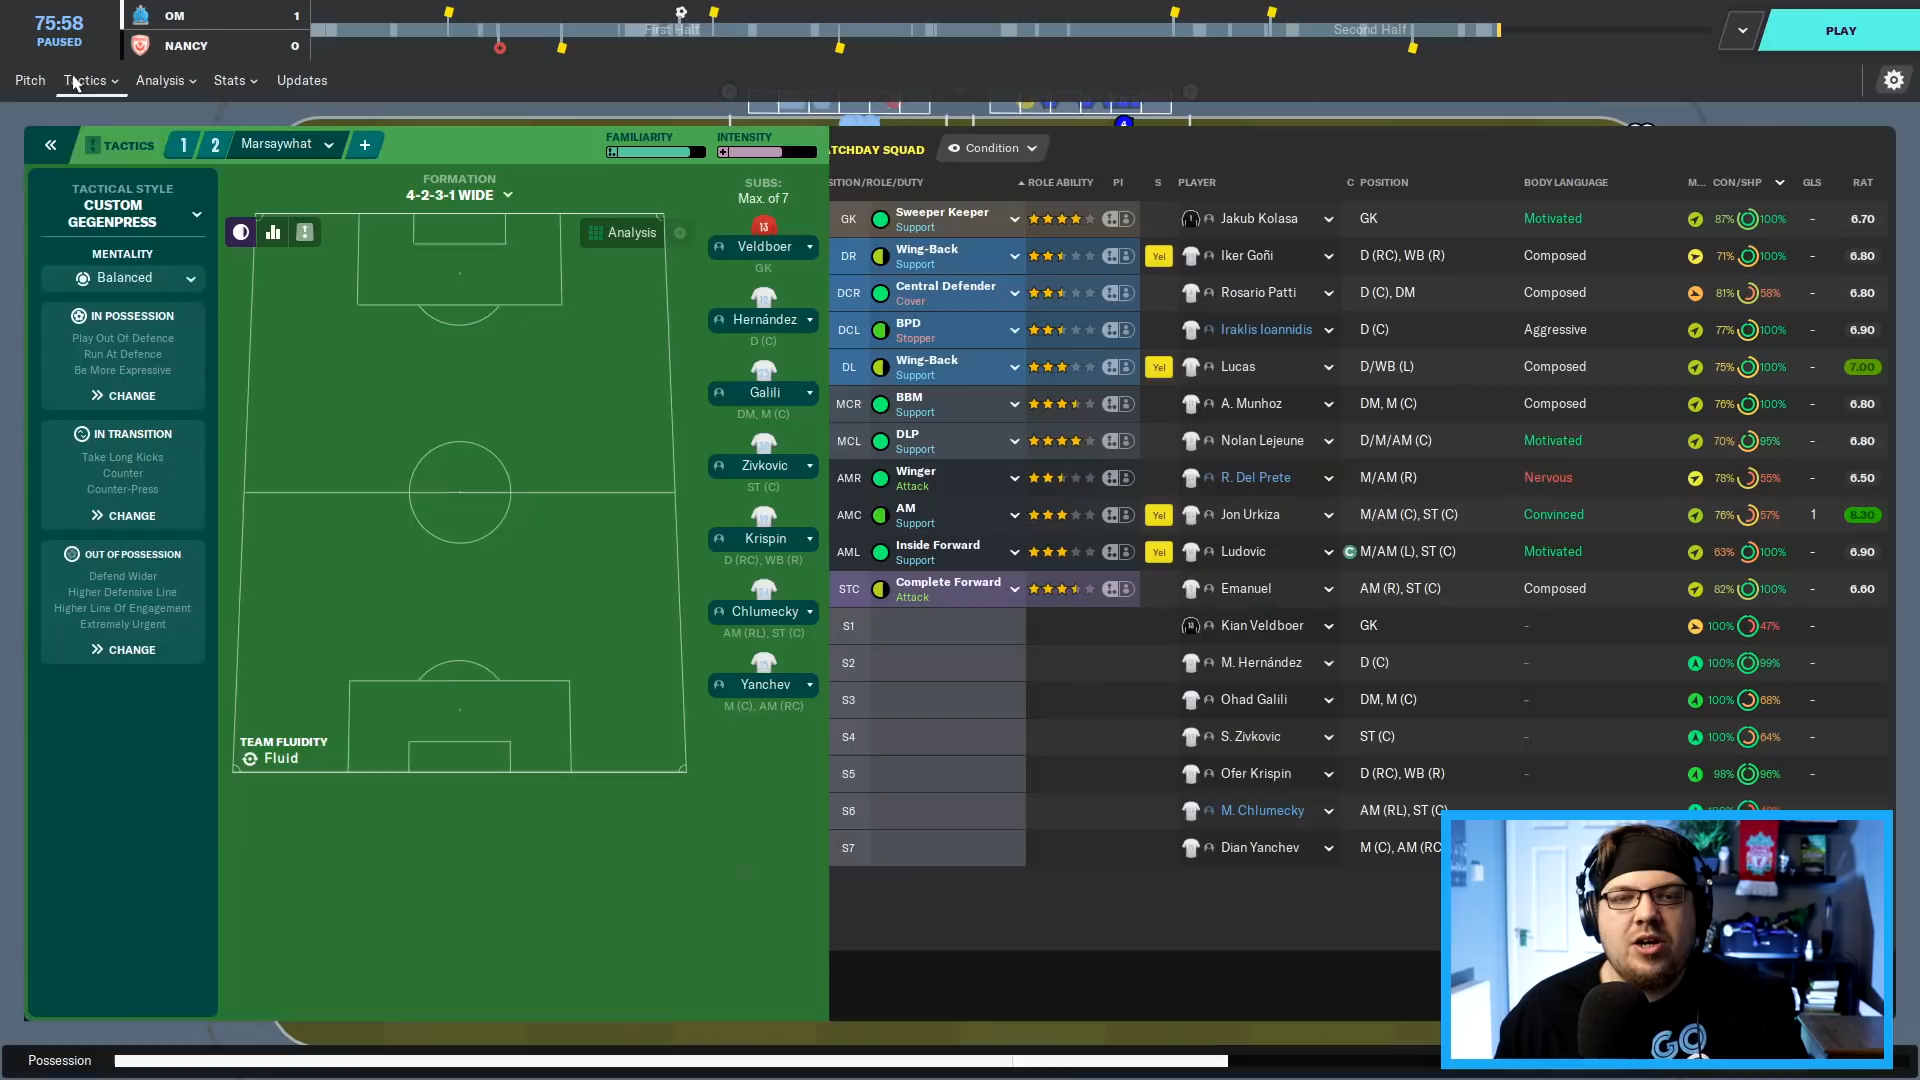 75:58
PAUSED
OM 1
NANCY 0
First Half
Second Half
PLAY
Pitch
Tactics
Analysis
Stats
Updates
TACTICS
1
2
Marsaywhat
FAMILIARITY
INTENSITY
TACTICAL STYLE
CUSTOM
GEGENPRESS
MENTALITY
Balanced
IN POSSESSION
Play Out Of Defence
Run At Defence
Be More Expressive
CHANGE
IN TRANSITION
Take Long Kicks
Counter
Counter-Press
CHANGE
OUT OF POSSESSION
Defend Wider
Higher Defensive Line
Higher Line Of Engagement
Extremely Urgent
CHANGE
FORMATION
4-2-3-1 WIDE
Analysis
TEAM FLUIDITY
Fluid
SUBS:
Max. of 7
13
Veldboer
GK
Hernández
D (C)
Galili
DM, M (C)
Zivkovic
ST (C)
Krispin
D (RC), WB (R)
Chlumecky
AM (RL), ST (C)
15
Yanchev
M (C), AM (RC)
4
ATCHDAY SQUAD
Condition
SITION/ROLE/DUTY ROLE ABILITY PI S PLAYER C POSITION BODY LANGUAGE M... CON/SHP GLS RAT
GK Sweeper Keeper Support Jakub Kolasa GK Motivated 87% 100% - 6.70
DR Wing-Back Support Yel Iker Goñi D (RC), WB (R) Composed 71% 100% - 6.80
DCR Central Defender Cover Rosario Patti D (C), DM Composed 81% 58% - 6.80
DCL BPD Stopper Iraklis Ioannidis D (C) Aggressive 77% 100% - 6.90
DL Wing-Back Support Yel Lucas D/WB (L) Composed 75% 100% - 7.00
MCR BBM Support A. Munhoz DM, M (C) Composed 76% 100% - 6.80
MCL DLP Support Nolan Lejeune D/M/AM (C) Motivated 70% 95% - 6.80
AMR Winger Attack R. Del Prete M/AM (R) Nervous 78% 55% - 6.50
AMC AM Support Yel Jon Urkiza M/AM (C), ST (C) Convinced 76% 57% 1 8.30
AML Inside Forward Support Yel Ludovic C M/AM (L), ST (C) Motivated 63% 100% - 6.90
STC Complete Forward Attack Emanuel AM (R), ST (C) Composed 82% 100% - 6.60
S1 Kian Veldboer GK - 100% 47% -
S2 M. Hernández D (C) - 100% 99% -
S3 Ohad Galili DM, M (C) - 100% 68% -
S4 S. Zivkovic ST (C) - 100% 64% -
S5 Ofer Krispin D (RC), WB (R) - 98% 96% -
S6 M. Chlumecky AM (RL), ST (C)
S7 Dian Yanchev M (C), AM (RC
Possession